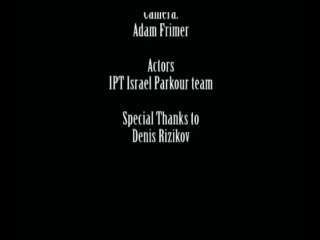 Camera:
Adam Frimer
Actors
IPT Israel Parkour team
Special Thanks to
Denis Rizikov